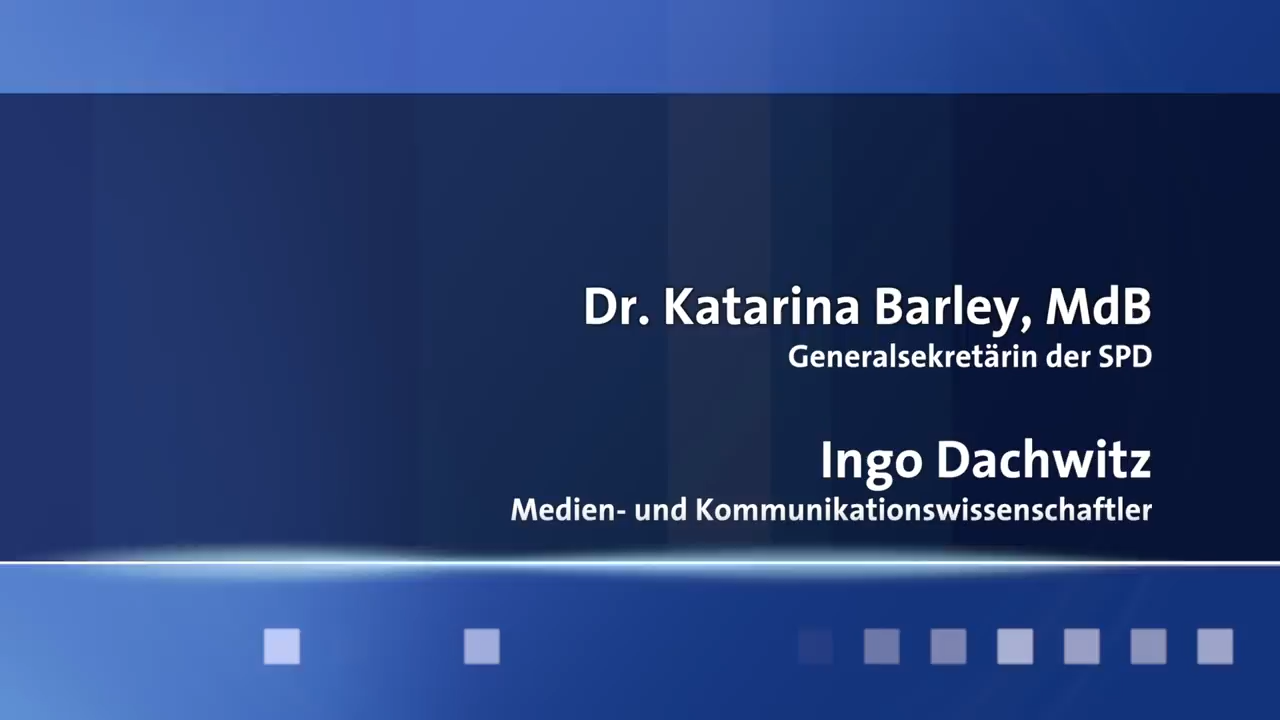 Dr. Katarina Barley, MdB
Generalsekretärin der SPD
Ingo Dachwitz
Medien- und Kommunikationswissenschaftler